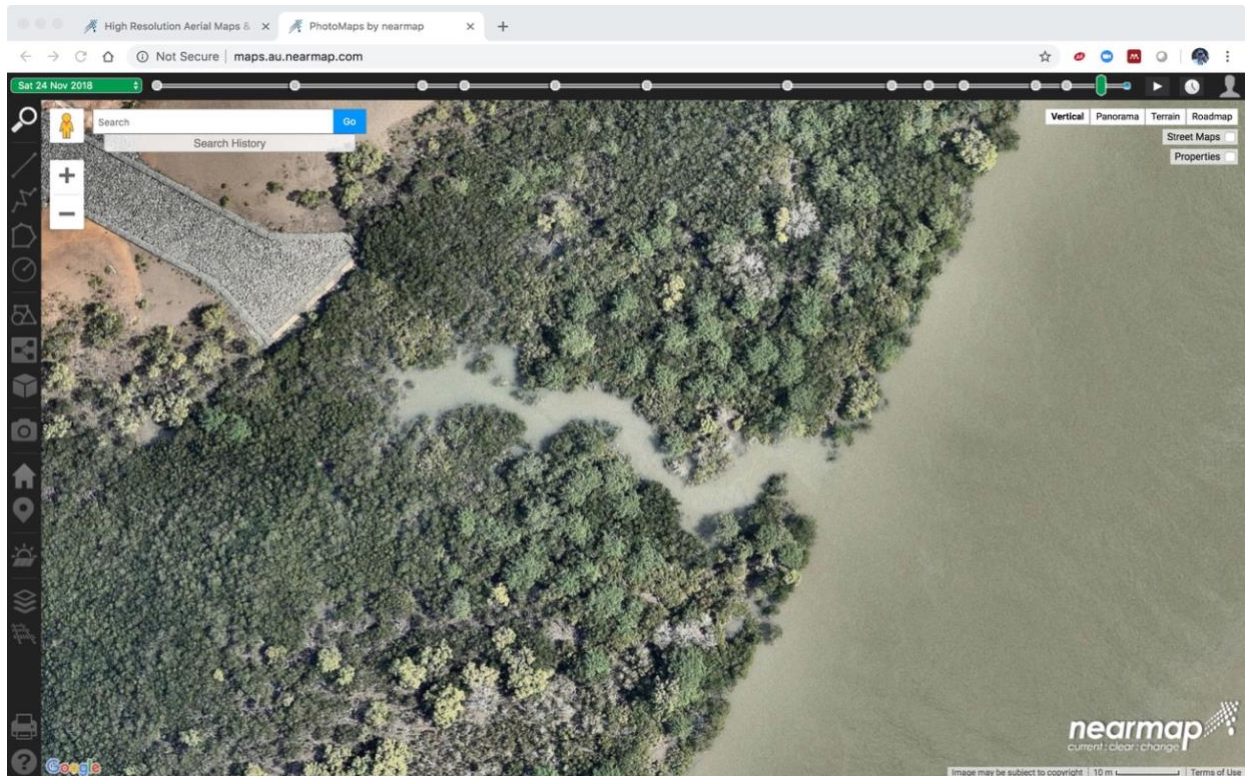 High Resolution Aerial Maps &
PhotoMaps by nearmap
Not Secure | maps.au.nearmap.com
Sat 24 Nov 2018
Search
Go
Search History
Vertical
Panorama
Terrain
Roadmap
Street Maps
Properties
nearmap
current : clear : change
Google
Image may be subject to copyright
10 m
Terms of Use